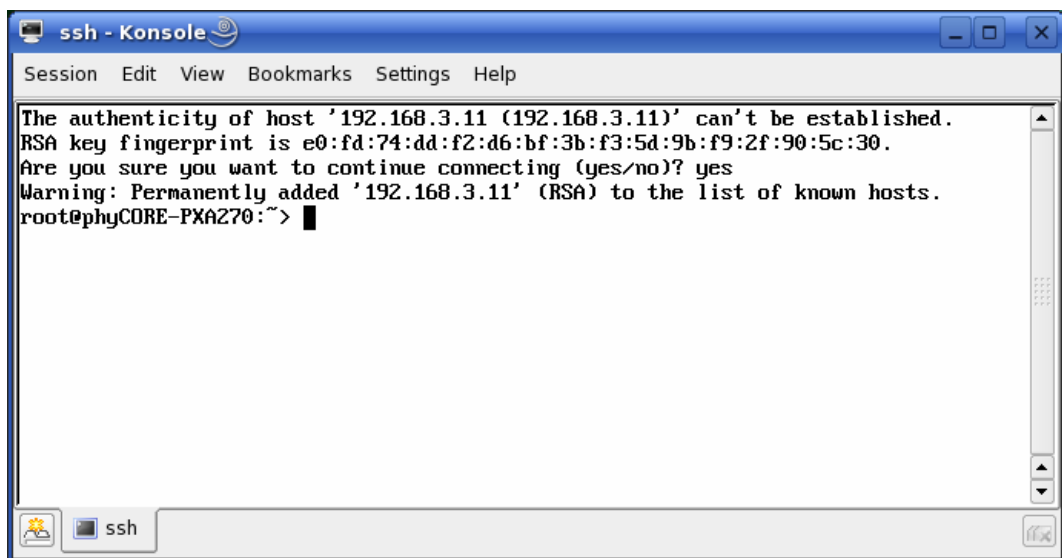 ssh - Konsole
Session Edit View Bookmarks Settings Help
The authenticity of host '192.168.3.11 (192.168.3.11)' can't be established.
RSA key fingerprint is e0:fd:74:dd:f2:d6:bf:3b:f3:5d:9b:f9:2f:90:5c:30.
Are you sure you want to continue connecting (yes/no)? yes
Warning: Permanently added '192.168.3.11' (RSA) to the list of known hosts.
root@phyCORE-PXA270:~>
ssh